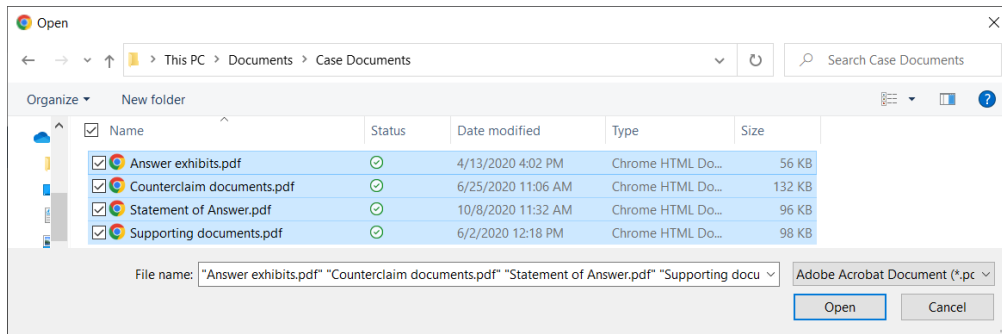 Open
This PC > Documents > Case Documents
Search Case Documents
Organize
New folder
Name Status Date modified Type Size
Answer exhibits.pdf 4/13/2020 4:02 PM Chrome HTML Do... 56 KB
Counterclaim documents.pdf 6/25/2020 11:06 AM Chrome HTML Do... 132 KB
Statement of Answer.pdf 10/8/2020 11:32 AM Chrome HTML Do... 96 KB
Supporting documents.pdf 6/2/2020 12:18 PM Chrome HTML Do... 98 KB
File name: "Answer exhibits.pdf" "Counterclaim documents.pdf" "Statement of Answer.pdf" "Supporting docu
Adobe Acrobat Document (*.pc
Open Cancel